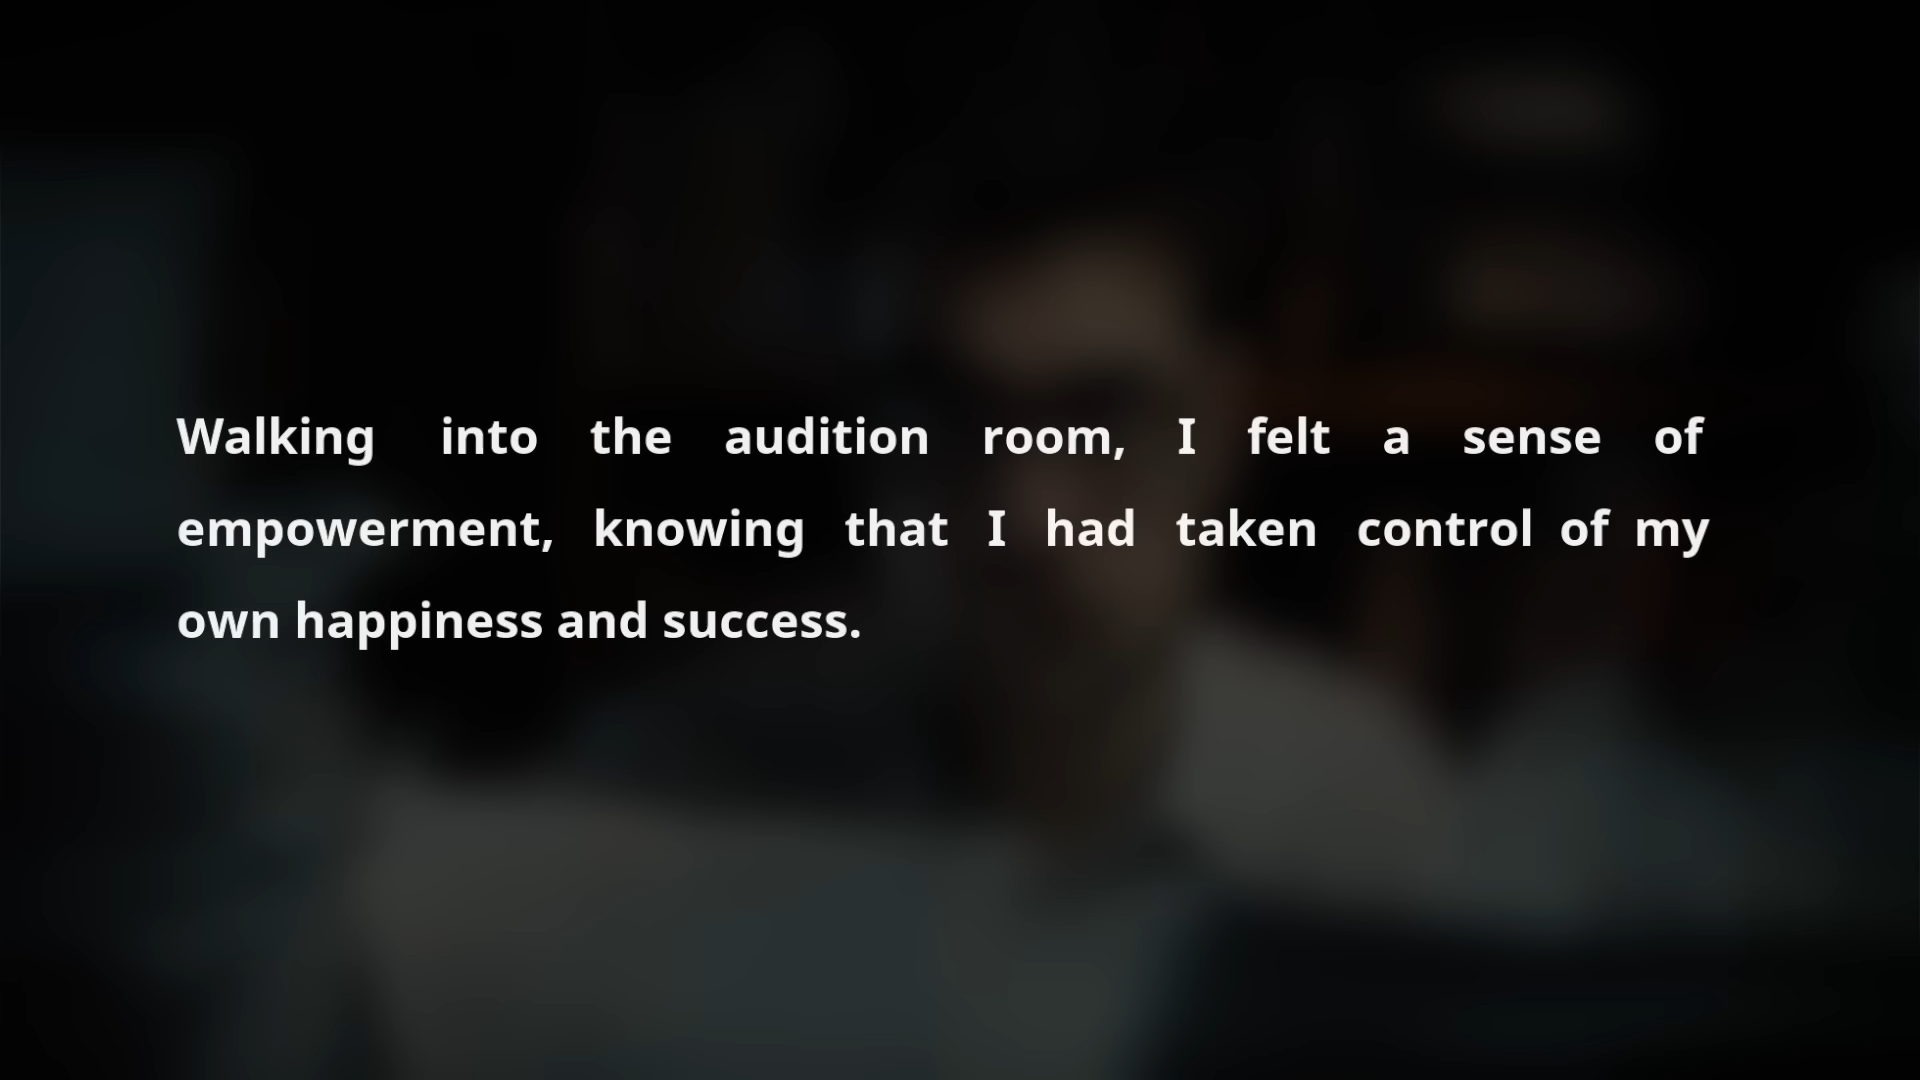 Walking into the audition room, I felt a sense of
empowerment, knowing that I had taken control of my
own happiness and success.